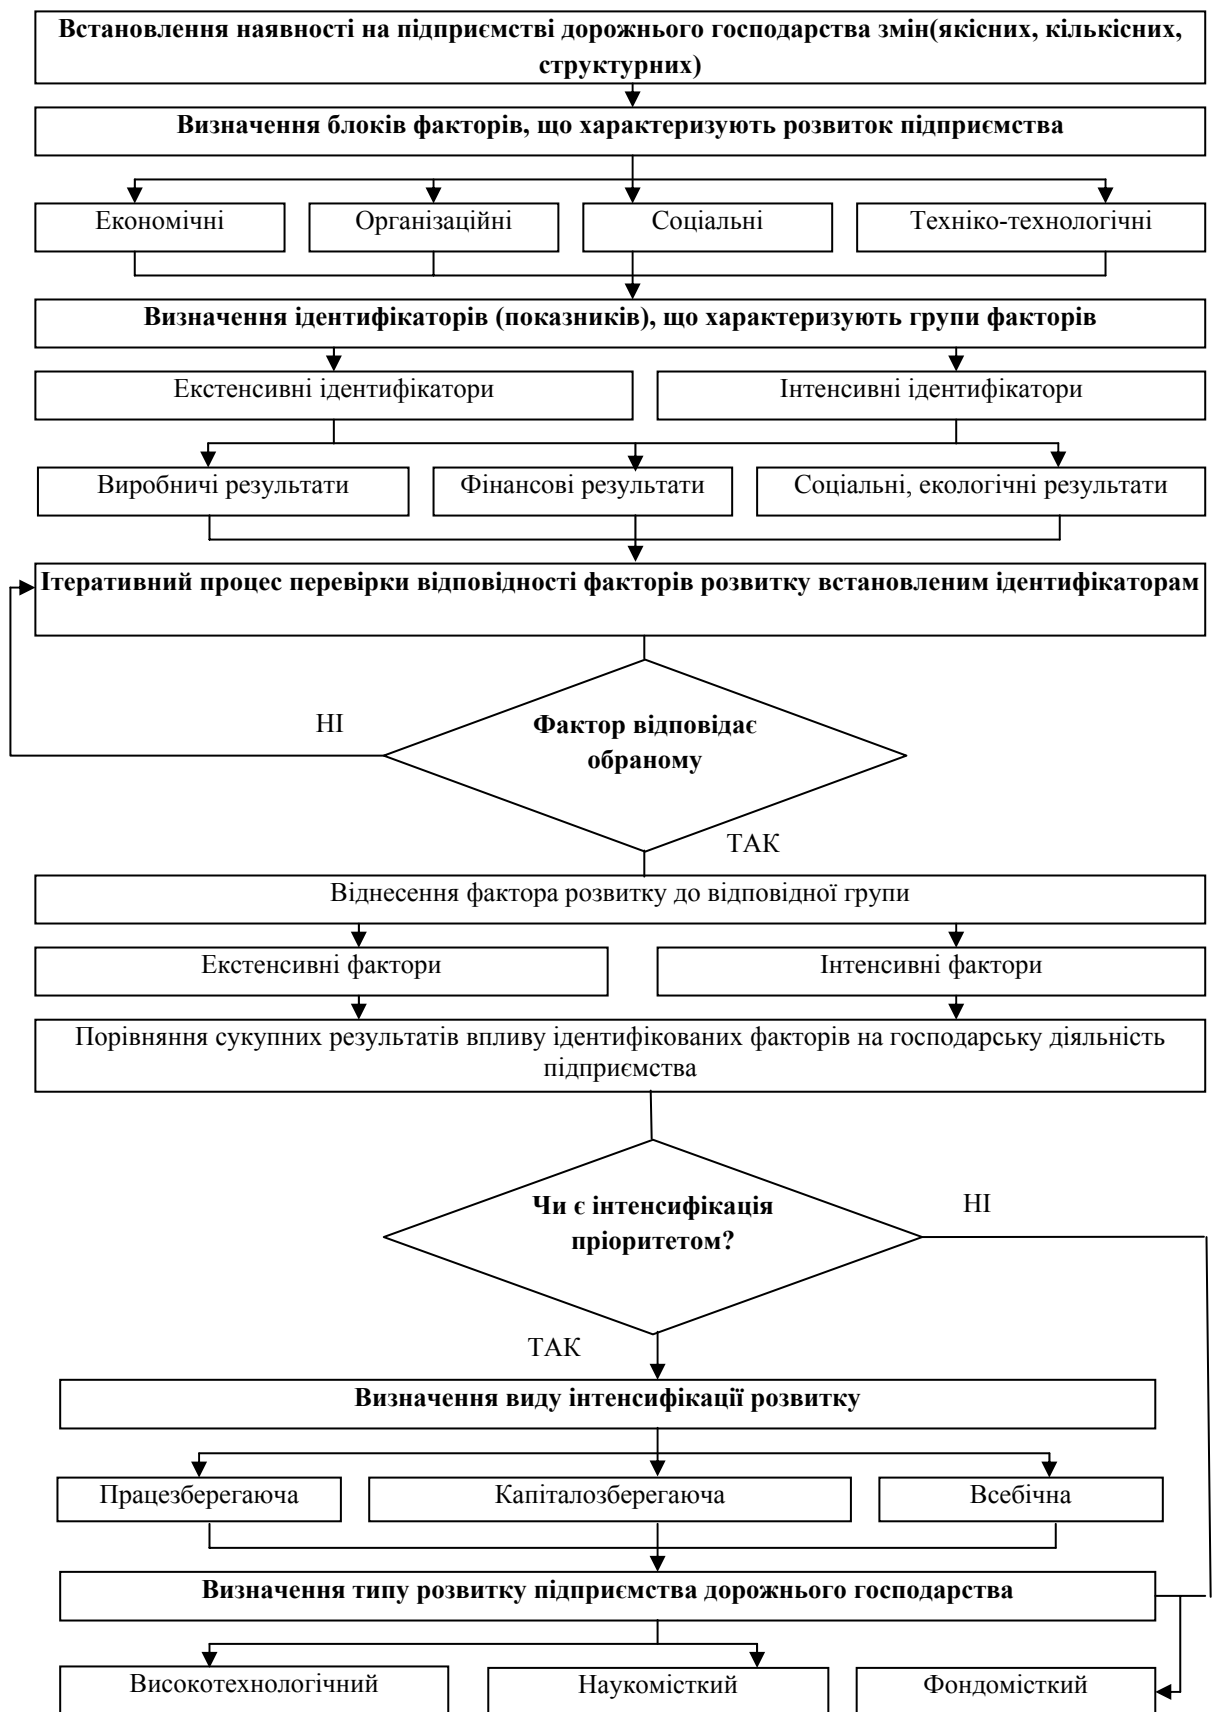 Встановлення наявності на підприємстві дорожнього господарства змін(якісних, кількісних,
структурних)
Визначення блоків факторів, що характеризують розвиток підприємства
Економічні
Організаційні
Соціальні
Техніко-технологічні
Визначення ідентифікаторів (показників), що характеризують групи факторів
Екстенсивні ідентифікатори
Інтенсивні ідентифікатори
Виробничі результати
Фінансові результати
Соціальні, екологічні результати
Ітеративний процес перевірки відповідності факторів розвитку встановленим ідентифікаторам
НІ
Фактор відповідає
обраному
ТАК
Віднесення фактора розвитку до відповідної групи
Екстенсивні фактори
Інтенсивні фактори
Порівняння сукупних результатів впливу ідентифікованих факторів на господарську діяльність
підприємства
Чи є інтенсифікація
пріоритетом?
НІ
ТАК
Визначення виду інтенсифікації розвитку
Працезберегаюча
Капіталозберегаюча
Всебічна
Визначення типу розвитку підприємства дорожнього господарства
Високотехнологічний
Наукомісткий
Фондомісткий